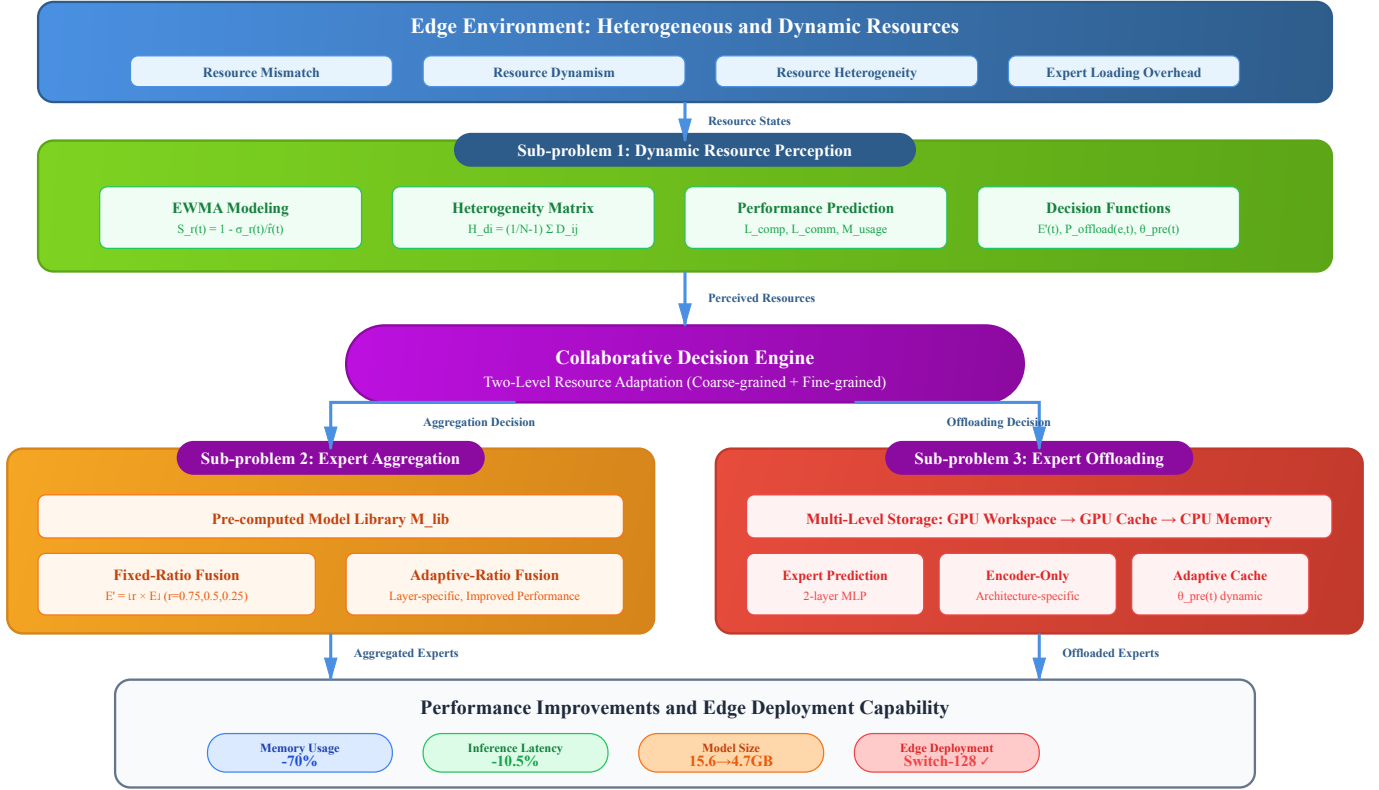 Edge Environment: Heterogeneous and Dynamic Resources
Resource Mismatch
Resource Dynamism
Resource Heterogeneity
Expert Loading Overhead
Resource States
Sub-problem 1: Dynamic Resource Perception
EWMA Modeling
S_r(t) = 1 - σ_r(t)/r̂(t)
Heterogeneity Matrix
H_di = (1/N-1) Σ D_ij
Performance Prediction
L_comp, L_comm, M_usage
Decision Functions
E'(t), P_offload(e,t), θ_pre(t)
Perceived Resources
Collaborative Decision Engine
Two-Level Resource Adaptation (Coarse-grained + Fine-grained)
Aggregation Decision
Offloading Decision
Sub-problem 2: Expert Aggregation
Pre-computed Model Library M_lib
Fixed-Ratio Fusion
E' = ⌊r × E⌋ (r=0.75,0.5,0.25)
Adaptive-Ratio Fusion
Layer-specific, Improved Performance
Sub-problem 3: Expert Offloading
Multi-Level Storage: GPU Workspace → GPU Cache → CPU Memory
Expert Prediction
2-layer MLP
Encoder-Only
Architecture-specific
Adaptive Cache
θ_pre(t) dynamic
Aggregated Experts
Offloaded Experts
Performance Improvements and Edge Deployment Capability
Memory Usage
-70%
Inference Latency
-10.5%
Model Size
15.6→4.7GB
Edge Deployment
Switch-128 ✓